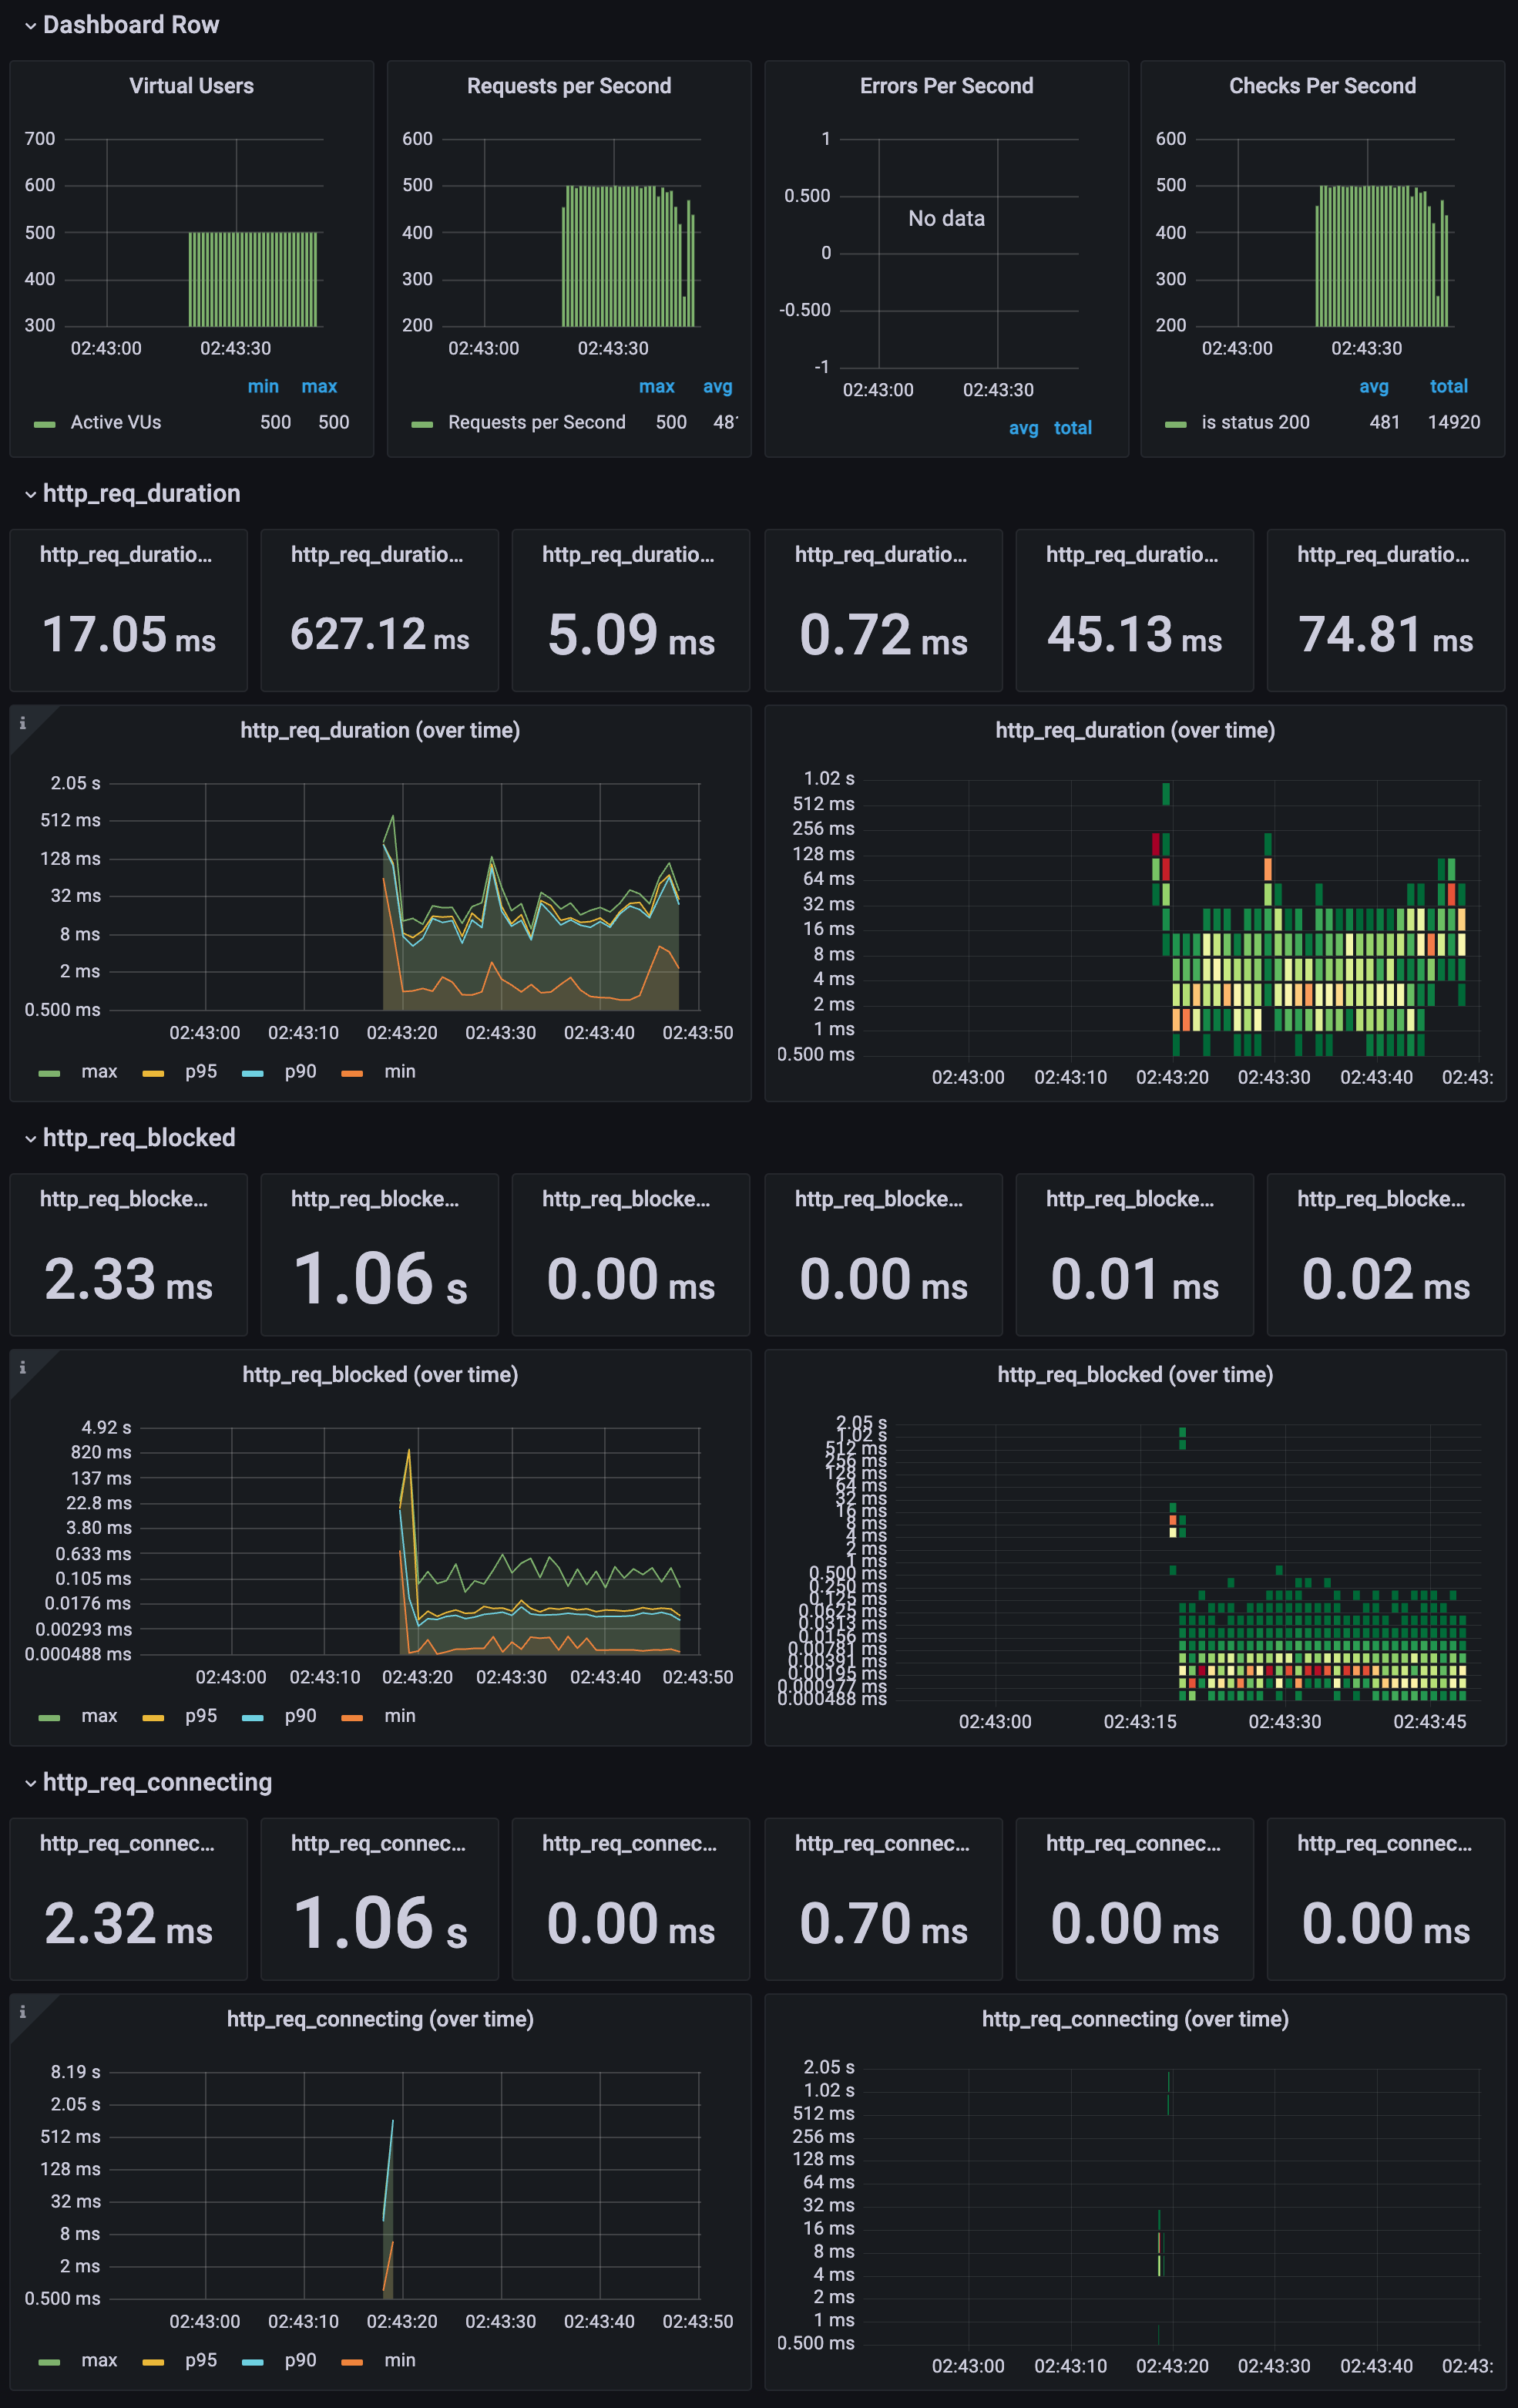 Dashboard Row
Virtual Users
700
600
500
400
300
02:43:00 02:43:30
min max
Active VUs 500 500
Requests per Second
600
500
400
300
200
02:43:00 02:43:30
max avg
Requests per Second 500 481
Errors Per Second
1
0.500
No data
0
-0.500
-1
02:43:00 02:43:30
avg total
Checks Per Second
600
500
400
300
200
02:43:00 02:43:30
avg total
is status 200 481 14920
http_req_duration
http_req_duratio... http_req_duratio... http_req_duratio... http_req_duratio... http_req_duratio... http_req_duratio...
17.05 ms 627.12 ms 5.09 ms 0.72 ms 45.13 ms 74.81 ms
http_req_duration (over time)
2.05 s
512 ms
128 ms
32 ms
8 ms
2 ms
0.500 ms
02:43:00 02:43:10 02:43:20 02:43:30 02:43:40 02:43:50
max p95 p90 min
http_req_duration (over time)
1.02 s
512 ms
256 ms
128 ms
64 ms
32 ms
16 ms
8 ms
4 ms
2 ms
1 ms
0.500 ms
02:43:00 02:43:10 02:43:20 02:43:30 02:43:40 02:43:
http_req_blocked
http_req_blocke... http_req_blocke... http_req_blocke... http_req_blocke... http_req_blocke... http_req_blocke...
2.33 ms 1.06 s 0.00 ms 0.00 ms 0.01 ms 0.02 ms
http_req_blocked (over time)
4.92 s
820 ms
137 ms
22.8 ms
3.80 ms
0.633 ms
0.105 ms
0.0176 ms
0.00293 ms
0.000488 ms
02:43:00 02:43:10 02:43:20 02:43:30 02:43:40 02:43:50
max p95 p90 min
http_req_blocked (over time)
2.05 s
1.02 s
512 ms
256 ms
128 ms
64 ms
32 ms
16 ms
8 ms
4 ms
2 ms
1 ms
0.500 ms
0.250 ms
0.125 ms
0.0625 ms
0.0313 ms
0.0156 ms
0.00781 ms
0.00391 ms
0.00195 ms
0.000977 ms
0.000488 ms
02:43:00 02:43:15 02:43:30 02:43:45
http_req_connecting
http_req_connec... http_req_connec... http_req_connec... http_req_connec... http_req_connec... http_req_connec...
2.32 ms 1.06 s 0.00 ms 0.70 ms 0.00 ms 0.00 ms
http_req_connecting (over time)
8.19 s
2.05 s
512 ms
128 ms
32 ms
8 ms
2 ms
0.500 ms
02:43:00 02:43:10 02:43:20 02:43:30 02:43:40 02:43:50
max p95 p90 min
http_req_connecting (over time)
2.05 s
1.02 s
512 ms
256 ms
128 ms
64 ms
32 ms
16 ms
8 ms
4 ms
2 ms
1 ms
0.500 ms
02:43:00 02:43:10 02:43:20 02:43:30 02:43:40 02:43: